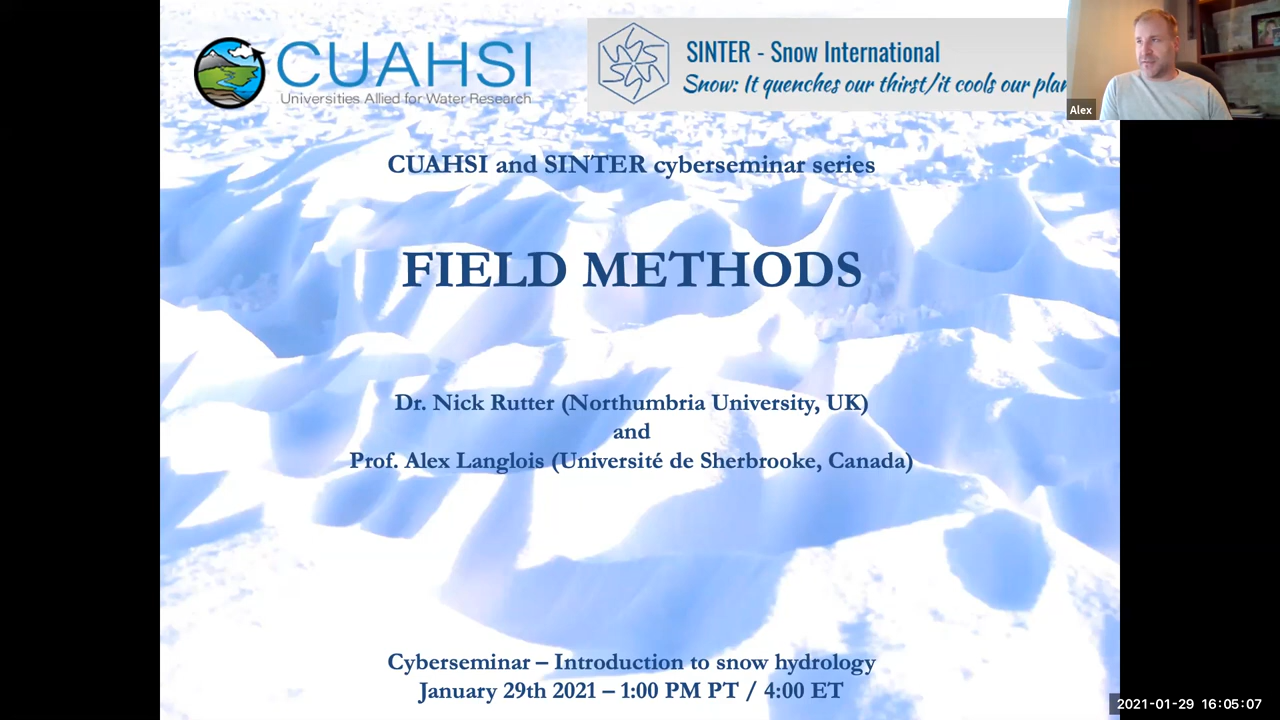 CUAHSI
Universities Allied for Water Research
SINTER - Snow International
Snow: It quenches our thirst/it cools our
Alex
CUAHSI and SINTER cyberseminar series
FIELD METHODS
Dr. Nick Rutter (Northumbria University, UK)
and
Prof. Alex Langlois (Université de Sherbrooke, Canada)
Cyberseminar – Introduction to snow hydrology
January 29th 2021 – 1:00 PM PT / 4:00 ET
2021-01-29 16:05:07